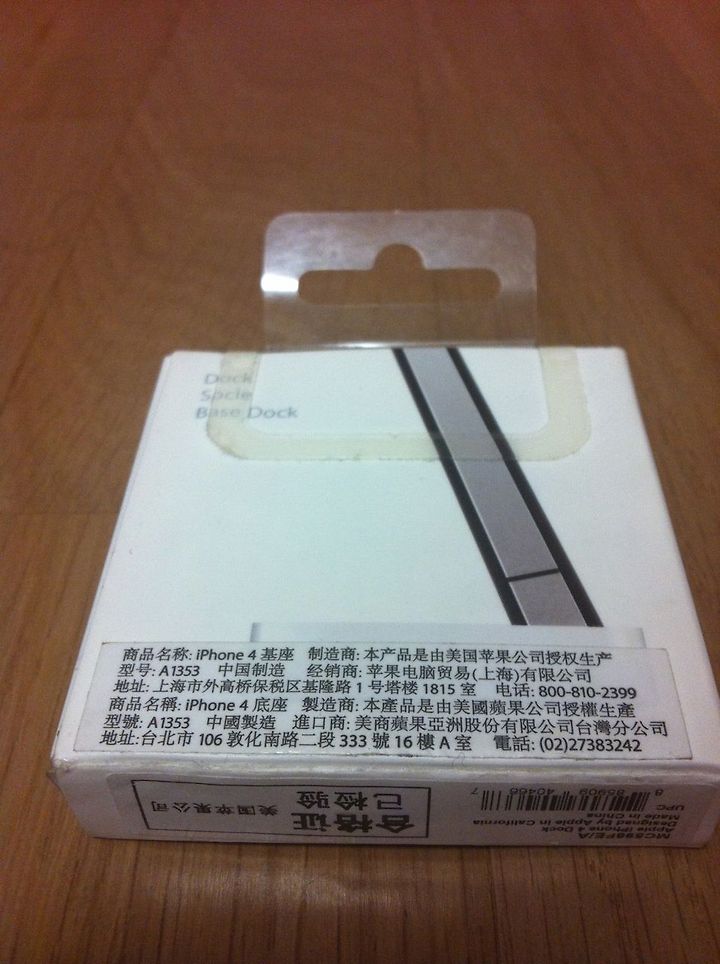 Dock
Socle
Base Dock
商品名称: iPhone 4 基座 制造商: 本产品是由美国苹果公司授权生产
型号: A1353 中国制造 经销商: 苹果电脑贸易(上海)有限公司
地址: 上海市外高桥保税区基隆路 1 号塔楼 1815 室 电话: 800-810-2399
商品名稱: iPhone 4 底座 製造商: 本產品是由美國蘋果公司授權生產
型號: A1353 中國製造 進口商: 美商蘋果亞洲股份有限公司台灣分公司
地址:台北市 106 敦化南路二段 333 號 16 樓 A 室 電話: (02)27383242
合格证
已检验
美国苹果公司
MC596FE/A
Apple iPhone 4 Dock
Designed by Apple in California
Made in China
UPC
8 85909 40466 7